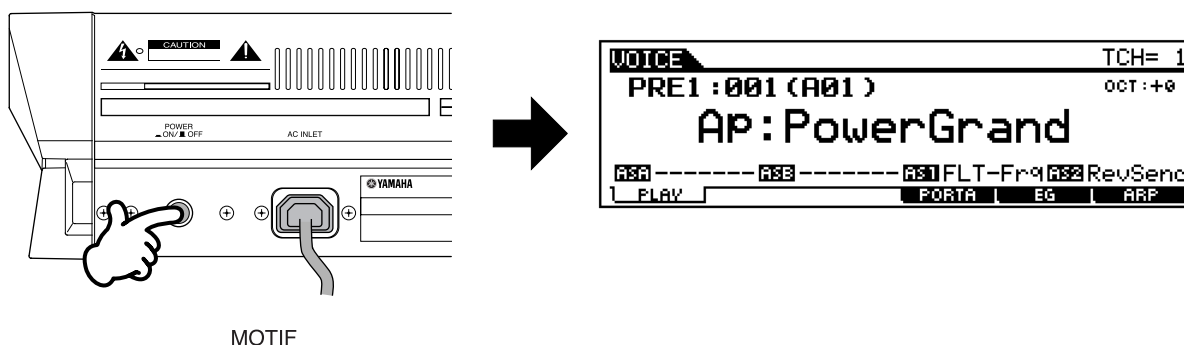 CAUTION
POWER
ON/ OFF
AC INLET
YAMAHA
MOTIF
VOICE
TCH= 1
PRE1:001(A01)
OCT:+0
AP:PowerGrand
ASA------- ASB------- AS1 FLT-Frq AS2 RevSend
PLAY
PORTA
EG
ARP